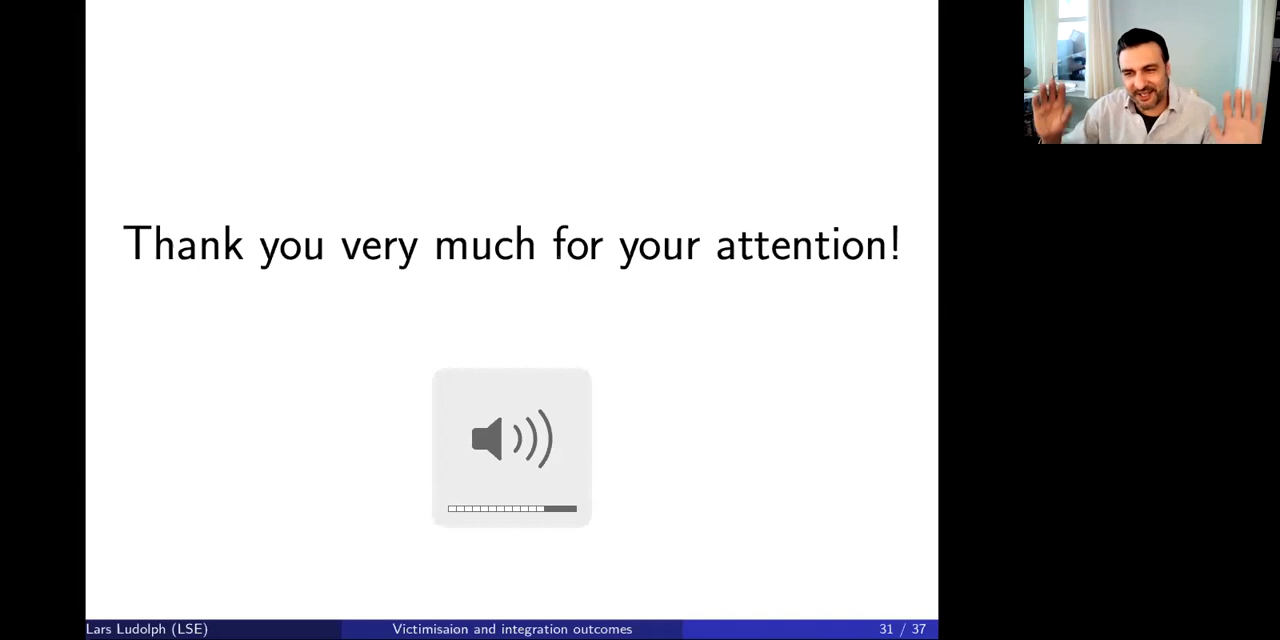 Thank you very much for your attention!
Lars Ludolph (LSE) Victimisaion and integration outcomes 31 / 37